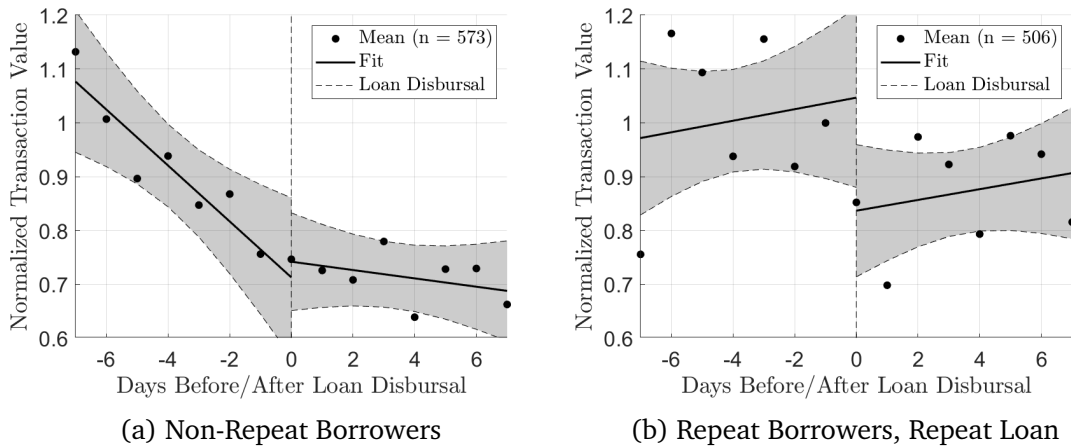 Normalized Transaction Value
1.2
1.1
1
0.9
0.8
0.7
0.6
-6
-4
-2
0
2
4
6
Days Before/After Loan Disbursal
Mean (n = 573)
Fit
Loan Disbursal
(a) Non-Repeat Borrowers
Normalized Transaction Value
1.2
1.1
1
0.9
0.8
0.7
0.6
-6
-4
-2
0
2
4
6
Days Before/After Loan Disbursal
Mean (n = 506)
Fit
Loan Disbursal
(b) Repeat Borrowers, Repeat Loan